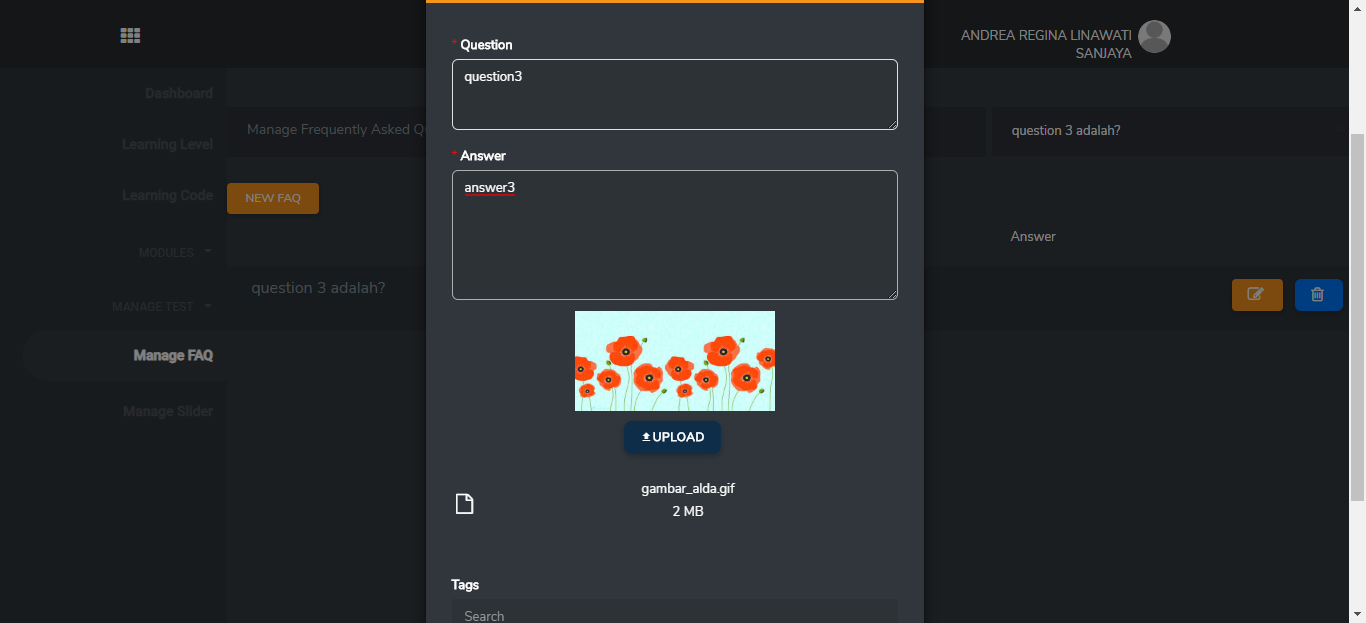 ANDREA REGINA LINAWATI
SANJAYA
Dashboard
Learning Level
Learning Code
MODULES
MANAGE TEST
Manage FAQ
Manage Slider
Manage Frequently Asked Q
question 3 adalah?
NEW FAQ
Answer
question 3 adalah?
* Question
question3
* Answer
answer3
UPLOAD
gambar_alda.gif
2 MB
Tags
Search